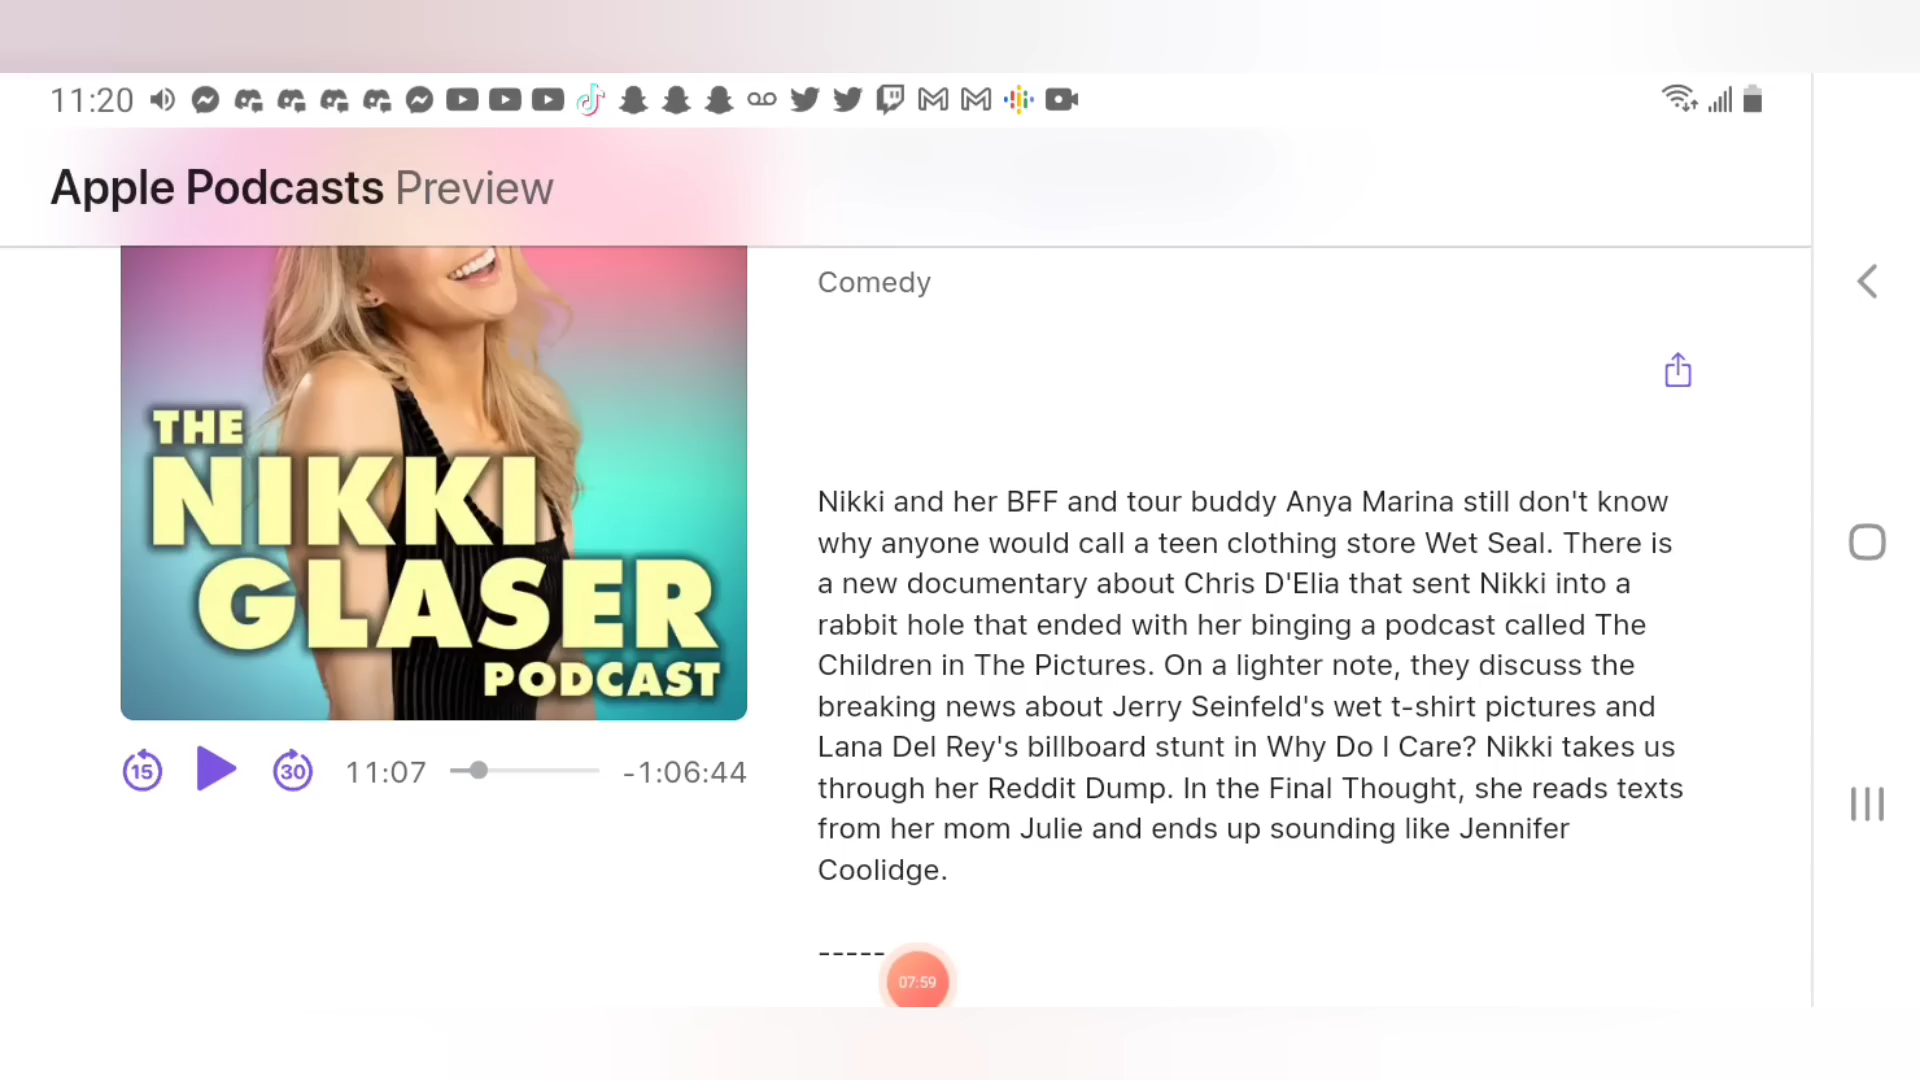 11:20
Apple Podcasts Preview
THE
NIKKI
GLASER
PODCAST
15
30
11:07
-1:06:44
Comedy
Nikki and her BFF and tour buddy Anya Marina still don't know
why anyone would call a teen clothing store Wet Seal. There is
a new documentary about Chris D'Elia that sent Nikki into a
rabbit hole that ended with her binging a podcast called The
Children in The Pictures. On a lighter note, they discuss the
breaking news about Jerry Seinfeld's wet t-shirt pictures and
Lana Del Rey's billboard stunt in Why Do I Care? Nikki takes us
through her Reddit Dump. In the Final Thought, she reads texts
from her mom Julie and ends up sounding like Jennifer
Coolidge.
-----
07:59